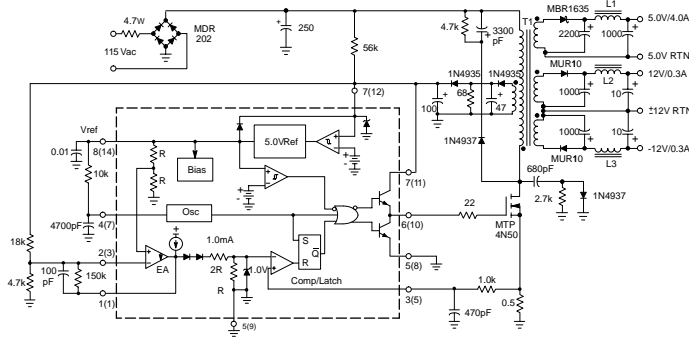 4.7W
MDR
202
115 Vac
250
56k
4.7k
3300
pF
T1
MBR1635
L1
5.0V/4.0A
2200
1000
5.0V RTN
MUR10
12V/0.3A
L2
1000
10
±12V RTN
1000
10
-12V/0.3A
MUR10
L3
1N4935
1N4935
68
100
47
7(12)
1N4937
Vref
8(14)
0.01
R
R
Bias
5.0VRef
7(11)
680pF
2.7k
1N4937
10k
4(7)
Osc
6(10)
22
MTP
4N50
4700pF
18k
S
Q
R
Comp/Latch
5(8)
1.0mA
2(3)
EA
2R
R
1.0V
3(5)
1.0k
470pF
0.5
4.7k
100
pF
150k
1(1)
5(9)